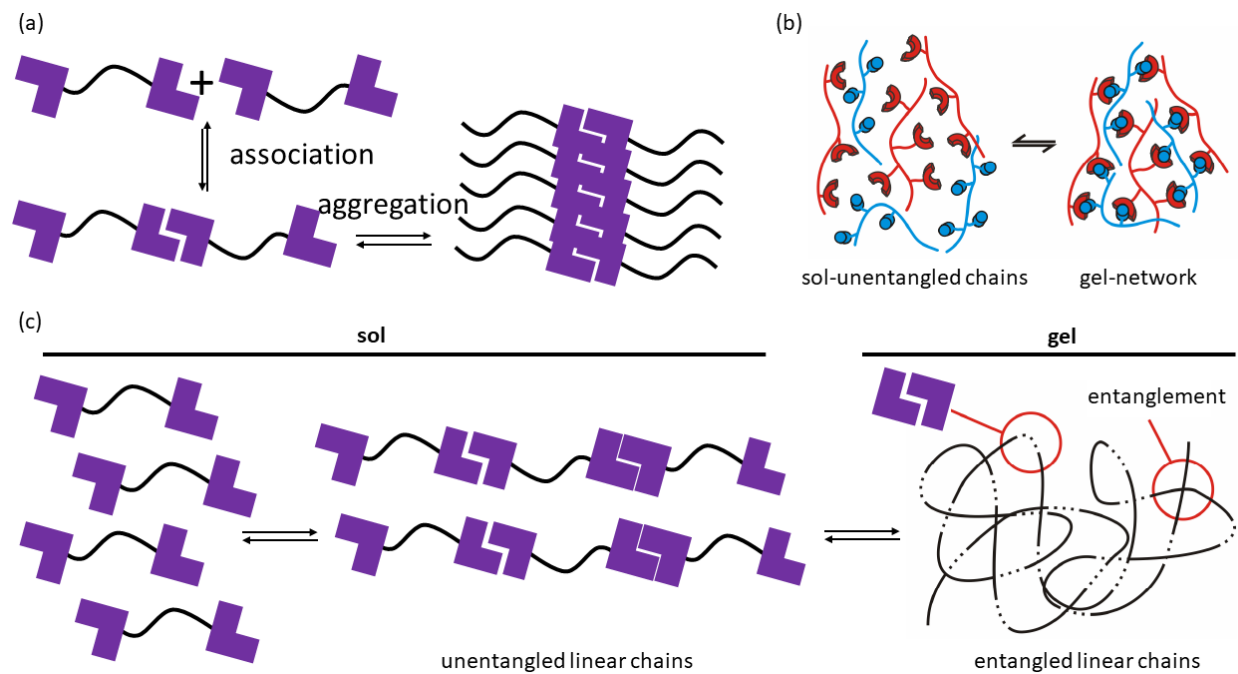 (a)
+
association
aggregation
(b)
sol-unentangled chains
gel-network
(c)
sol
unentangled linear chains
gel
entanglement
entangled linear chains